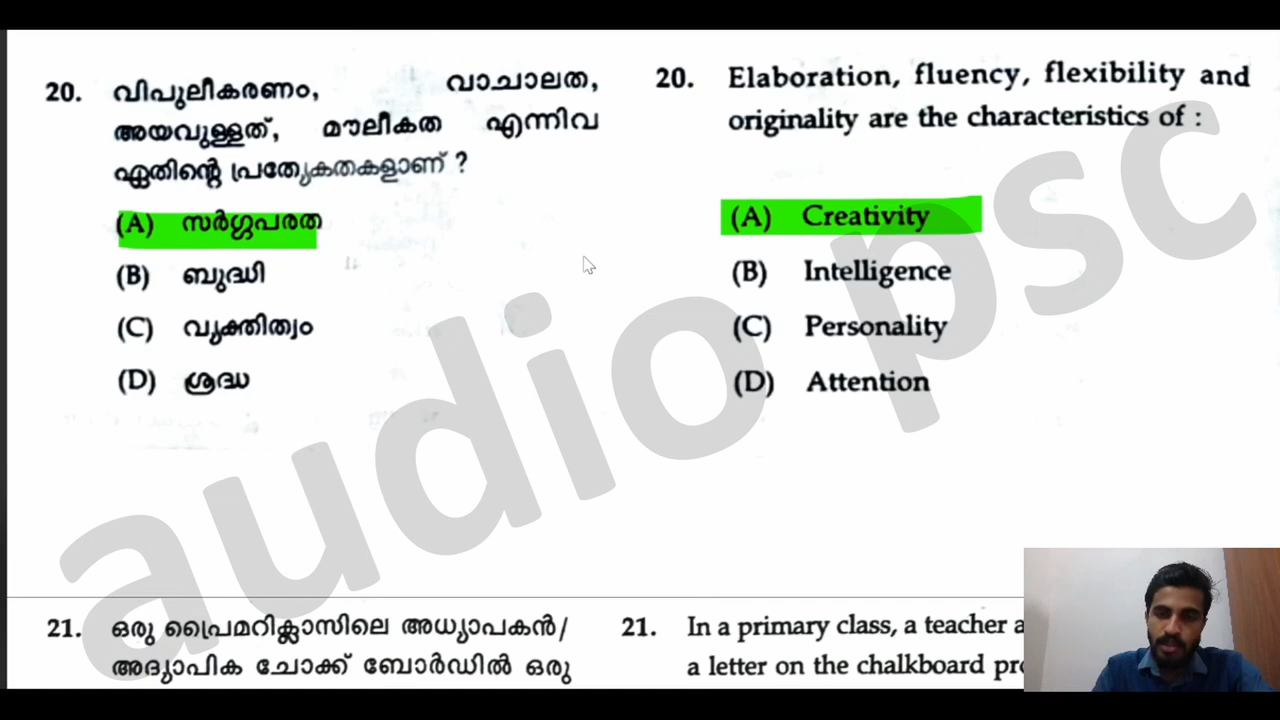 20. വിപുലീകരണം, വാചാലത,
അയവുള്ളത്, മൗലീകത എന്നിവ
ഏതിന്റെ പ്രത്യേകതകളാണ് ?
(A) സർഗ്ഗപരത
(B) ബുദ്ധി
(C) വ്യക്തിത്വം
(D) ശ്രദ്ധ
20. Elaboration, fluency, flexibility and
originality are the characteristics of :
(A) Creativity
(B) Intelligence
(C) Personality
(D) Attention
audio psc
21. ഒരു പ്രൈമറിക്ലാസിലെ അധ്യാപകൻ/
അദ്യാപിക ചോക്ക് ബോർഡിൽ ഒരു
21. In a primary class, a teacher a
a letter on the chalkboard pro